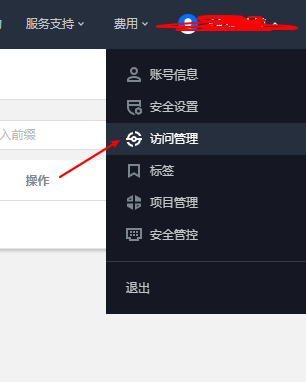 服务支持 费用
账号信息
安全设置
入前缀
访问管理
标签
操作
项目管理
安全管控
退出